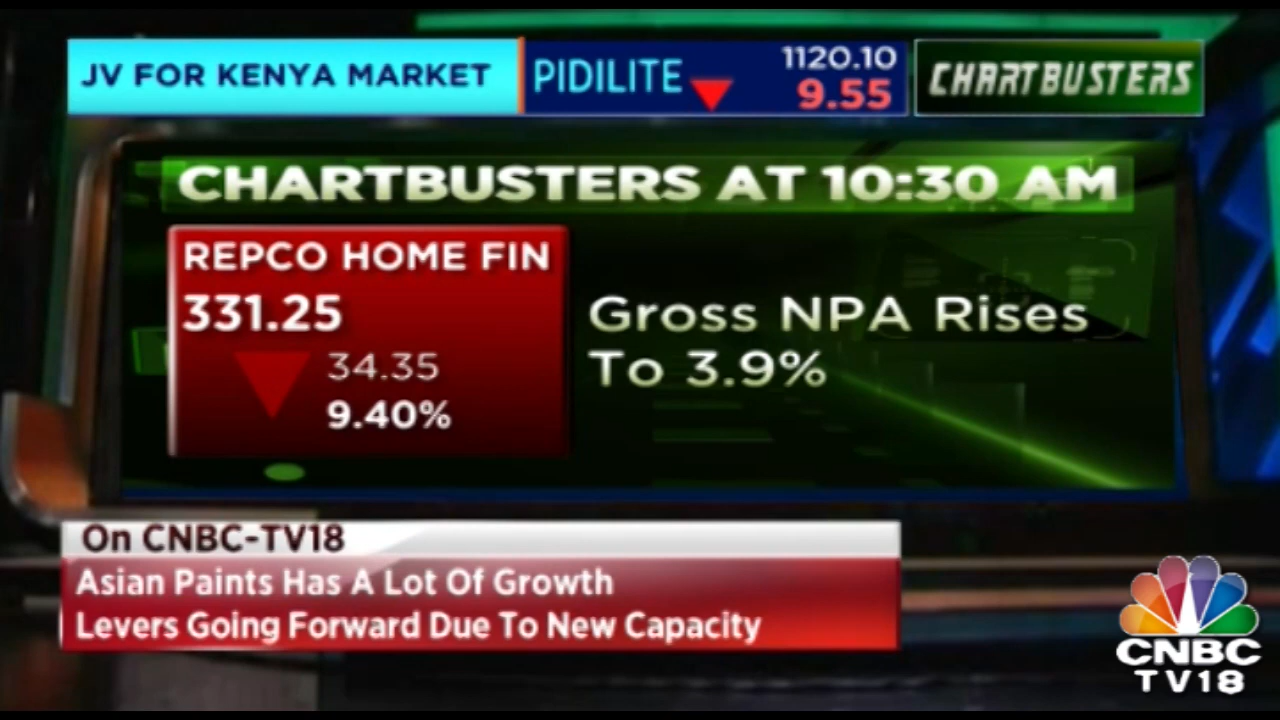 JV FOR KENYA MARKET
PIDILITE
1120.10
9.55
CHARTBUSTERS
CHARTBUSTERS AT 10:30 AM
REPCO HOME FIN
331.25
34.35
9.40%
Gross NPA Rises
To 3.9%
On CNBC-TV18
Asian Paints Has A Lot Of Growth
Levers Going Forward Due To New Capacity
CNBC
TV18